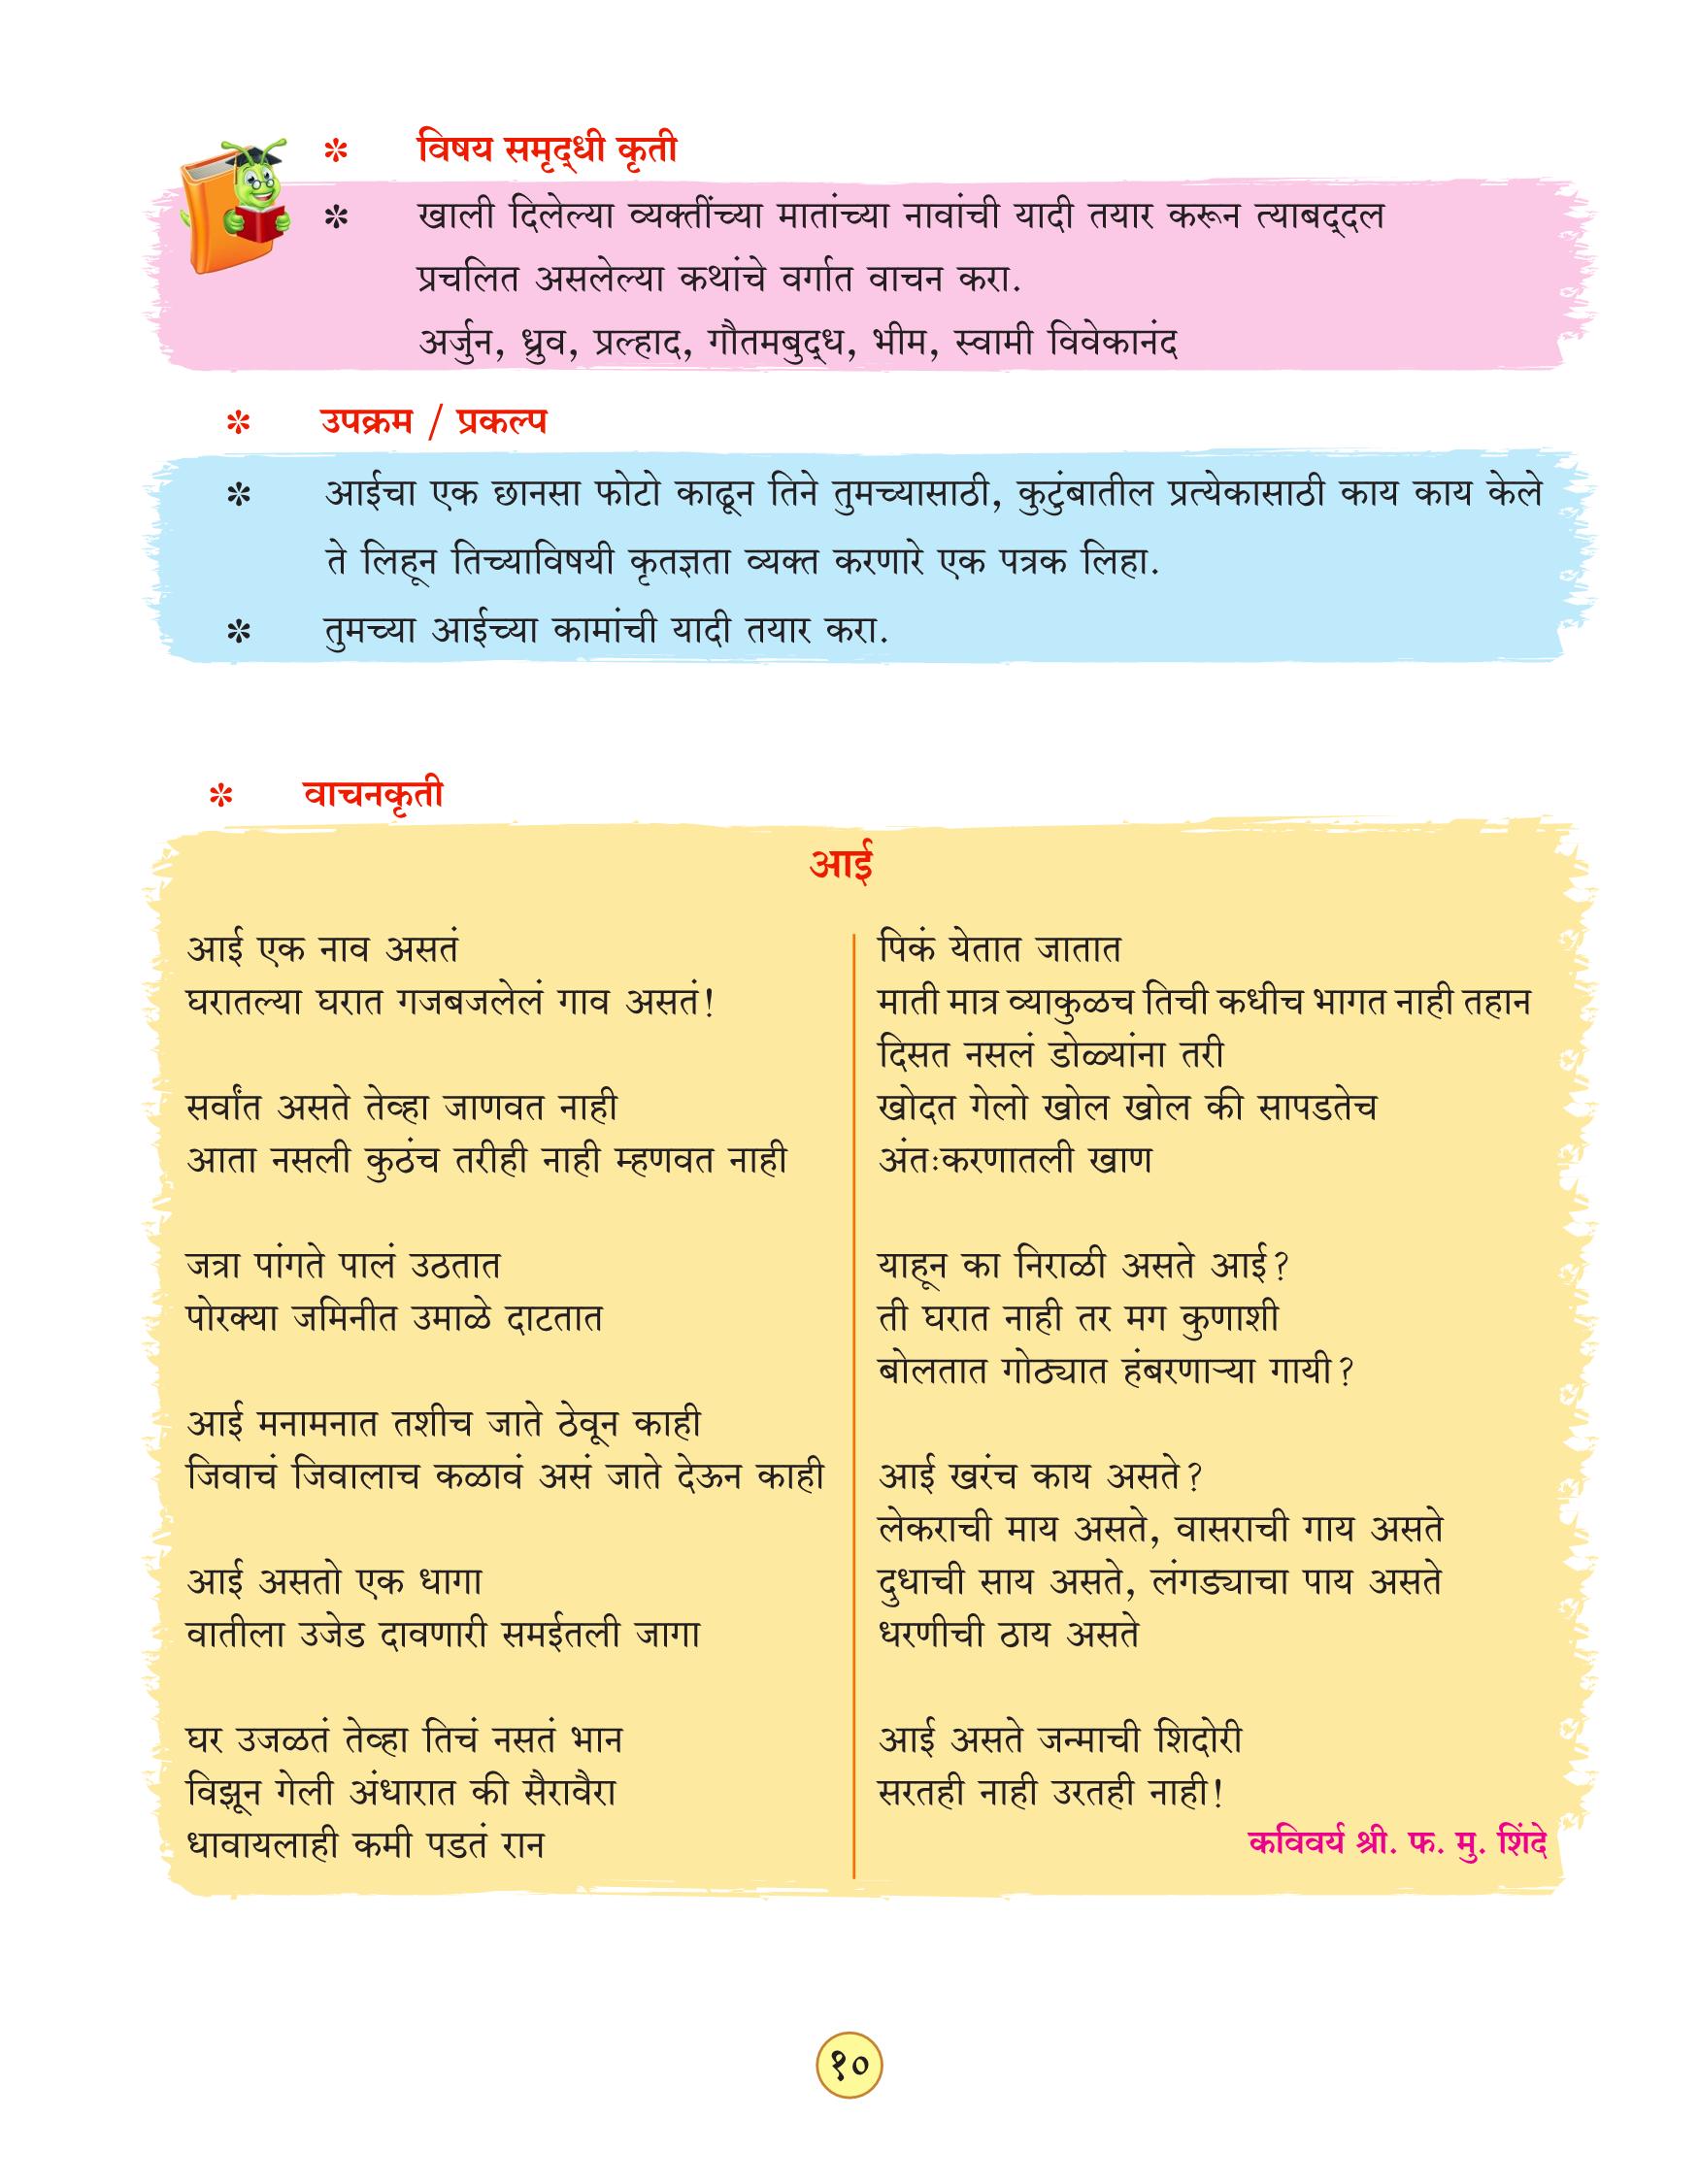 ✽ विषय समृद्‌धी कृती
✽ खाली दिलेल्या व्यक्तींच्या मातांच्या नावांची यादी तयार करून त्याबद्‌दल
प्रचलित असलेल्या कथांचे वर्गात वाचन करा.
अर्जुन, ध्रुव, प्रल्हाद, गौतमबुद्‌ध, भीम, स्वामी विवेकानंद
✽ उपक्रम / प्रकल्प
✽ आईचा एक छानसा फोटो काढून तिने तुमच्यासाठी, कुटुंबातील प्रत्येकासाठी काय काय केले
ते लिहून तिच्याविषयी कृतज्ञता व्यक्त करणारे एक पत्रक लिहा.
✽ तुमच्या आईच्या कामांची यादी तयार करा.
✽ वाचनकृती
आई
आई एक नाव असतं
घरातल्या घरात गजबजलेलं गाव असतं!
सर्वांत असते तेव्हा जाणवत नाही
आता नसली कुठंच तरीही नाही म्हणवत नाही
जत्रा पांगते पालं उठतात
पोरक्या जमिनीत उमाळे दाटतात
आई मनामनात तशीच जाते ठेवून काही
जिवाचं जिवालाच कळावं असं जाते देऊन काही
आई असतो एक धागा
वातीला उजेड दावणारी समईतली जागा
घर उजळतं तेव्हा तिचं नसतं भान
विझून गेली अंधारात की सैरावैरा
धावायलाही कमी पडतं रान
पिकं येतात जातात
माती मात्र व्याकुळच तिची कधीच भागत नाही तहान
दिसत नसलं डोळ्यांना तरी
खोदत गेलो खोल खोल की सापडतेच
अंतःकरणातली खाण
याहून का निराळी असते आई?
ती घरात नाही तर मग कुणाशी
बोलतात गोठ्यात हंबरणाऱ्या गायी?
आई खरंच काय असते?
लेकराची माय असते, वासराची गाय असते
दुधाची साय असते, लंगड्याचा पाय असते
धरणीची ठाय असते
आई असते जन्माची शिदोरी
सरतही नाही उरतही नाही!
कविवर्य श्री. फ. मु. शिंदे
१०